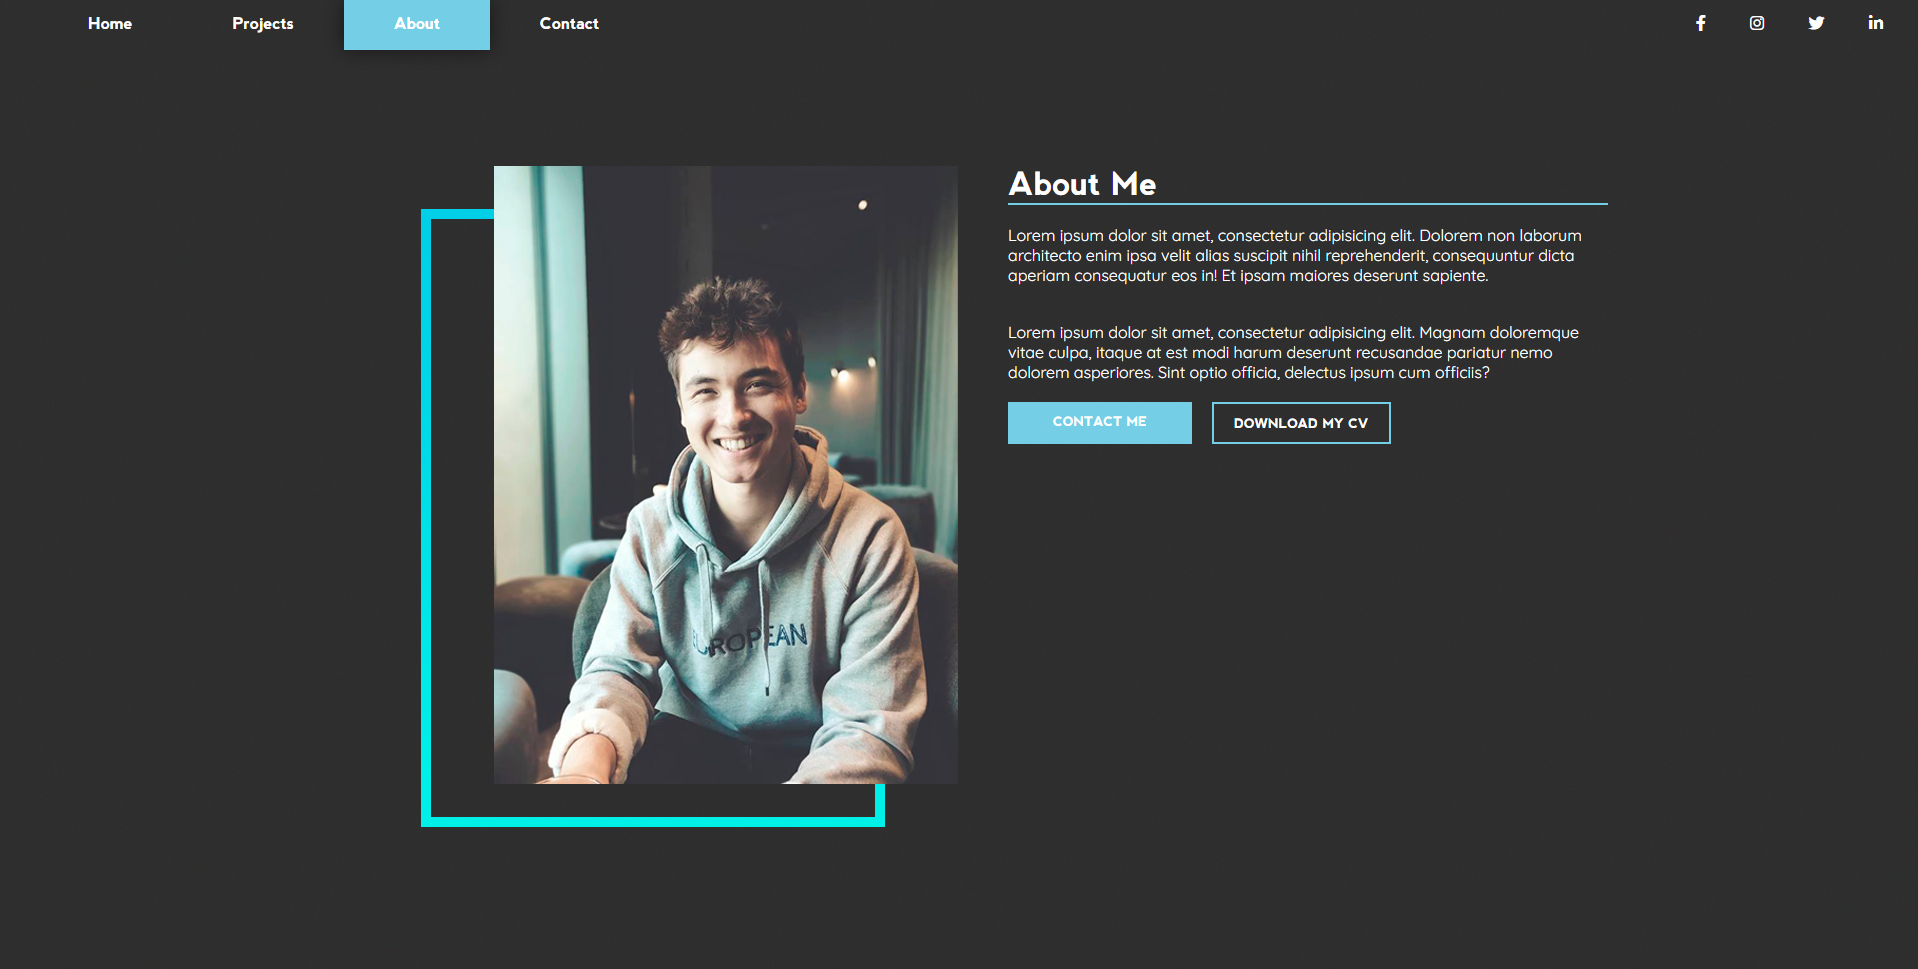 Home
Projects
About
Contact
About Me
Lorem ipsum dolor sit amet, consectetur adipisicing elit. Dolorem non laborum
architecto enim ipsa velit alias suscipit nihil reprehenderit, consequuntur dicta
aperiam consequatur eos in! Et ipsam maiores deserunt sapiente.
Lorem ipsum dolor sit amet, consectetur adipisicing elit. Magnam doloremque
vitae culpa, itaque at est modi harum deserunt recusandae pariatur nemo
dolorem asperiores. Sint optio officia, delectus ipsum cum officiis?
CONTACT ME
DOWNLOAD MY CV
EUROPEAN